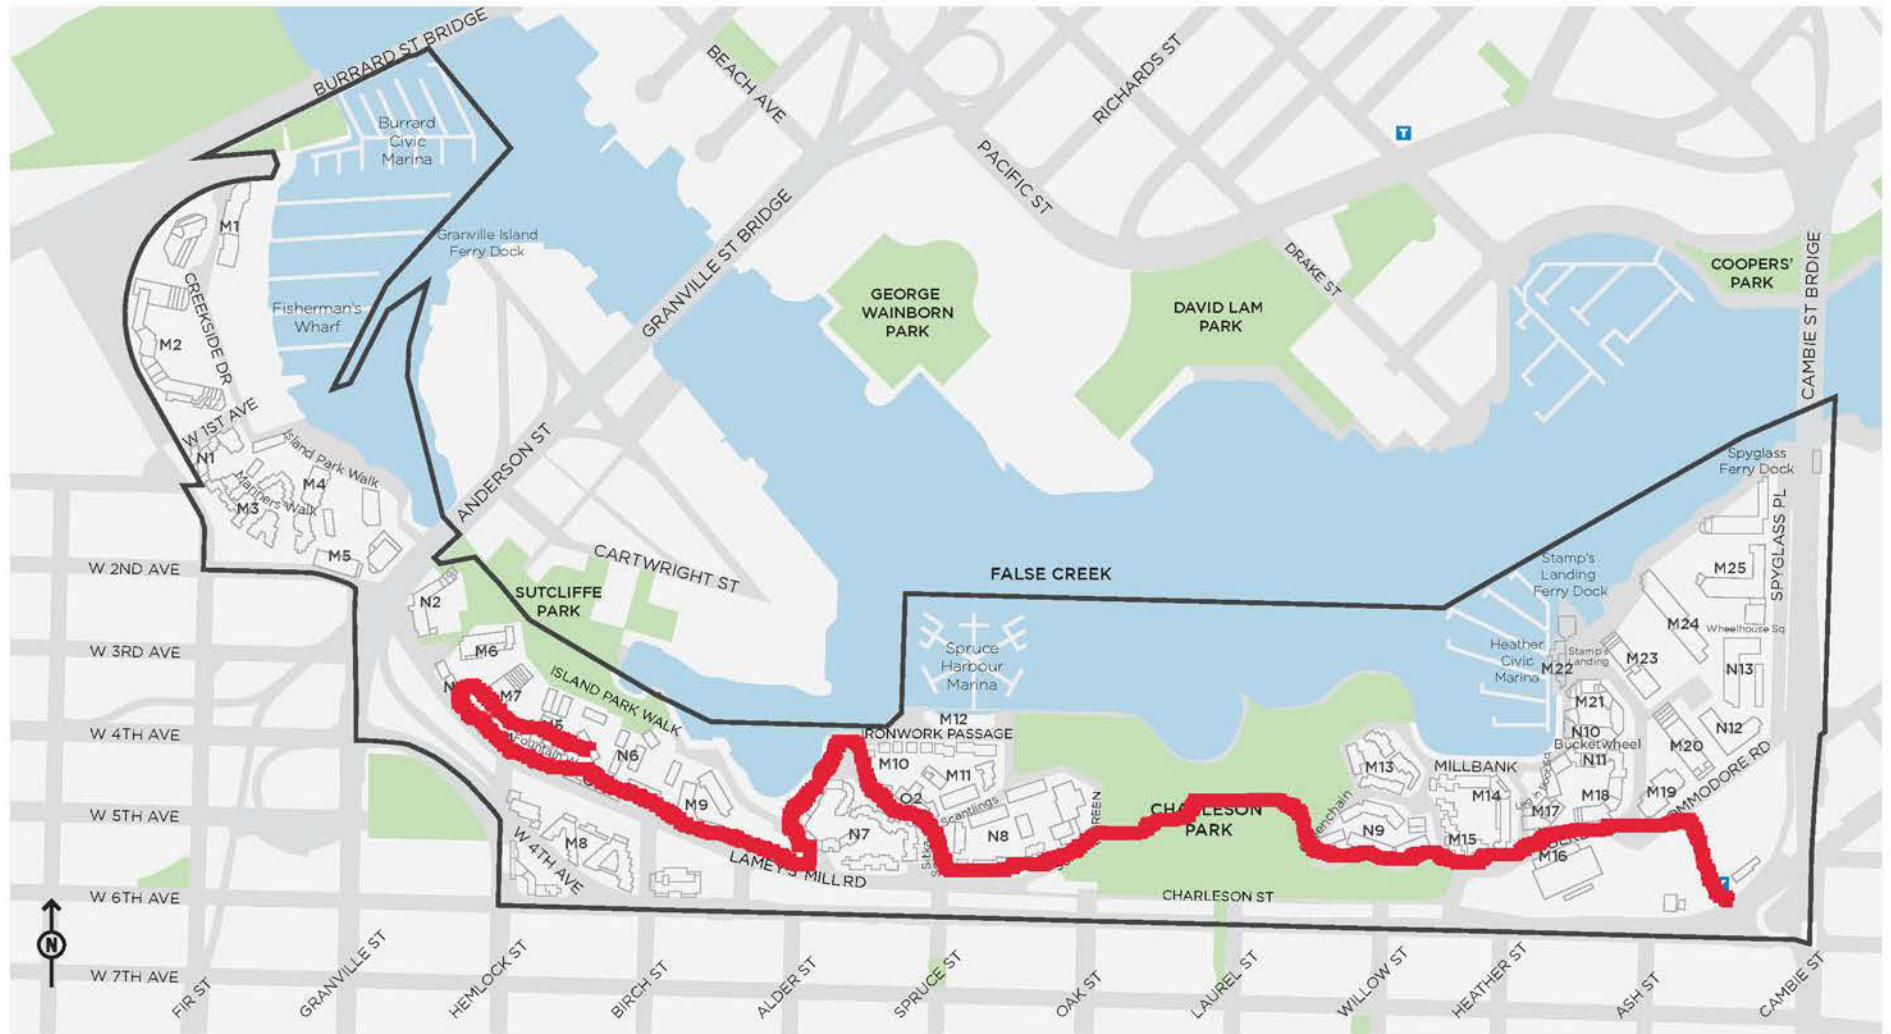 BURRARD ST BRIDGE
Burrard
Civic
Marina
BEACH AVE
RICHARDS ST
T
PACIFIC ST
M1
Granville Island
Ferry Dock
GRANVILLE ST BRIDGE
DRAKE ST
COOPERS'
PARK
CAMBIE ST BRDIGE
CREEKSIDE DR
Fisherman's
Wharf
GEORGE
WAINBORN
PARK
DAVID LAM
PARK
M2
W 1ST AVE
Island Park Walk
N1
M4
Mariners Walk
M3
M5
ANDERSON ST
Spyglass
Ferry Dock
SPYGLASS PL
W 2ND AVE
CARTWRIGHT ST
FALSE CREEK
Stamp's
Landing
Ferry Dock
M25
N2
SUTCLIFFE
PARK
M24
Wheelhouse Sq
W 3RD AVE
M6
Spruce
Harbour
Marina
Heather
Civic
Marina
M22
Stamp's
Landing
M23
N13
M7
ISLAND PARK WALK
M21
M12
W 4TH AVE
IRONWORK PASSAGE
N10
N12
Bucketwheel
M20
N6
M10
M11
M13
MILLBANK
N11
M9
O2
Scantlings
M14
M18
M19
COMMODORE RD
W 5TH AVE
CHARLESON
PARK
M17
N7
N8
N9
M15
M8
W 4TH AVE
LAMEY'S MILL RD
M16
W 6TH AVE
CHARLESON ST
N
W 7TH AVE
FIR ST
GRANVILLE ST
HEMLOCK ST
BIRCH ST
ALDER ST
SPRUCE ST
OAK ST
LAUREL ST
WILLOW ST
HEATHER ST
ASH ST
CAMBIE ST